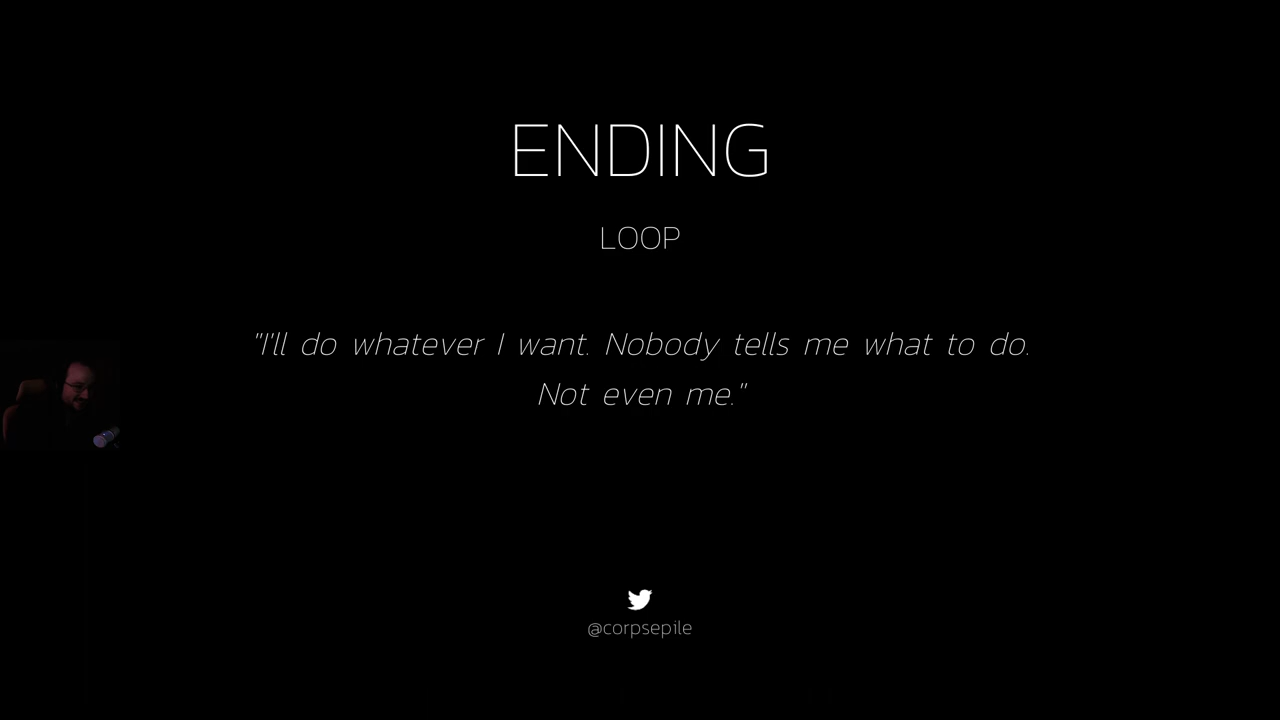 ENDING
LOOP
"I'll do whatever I want. Nobody tells me what to do.
Not even me."
@corpsepile